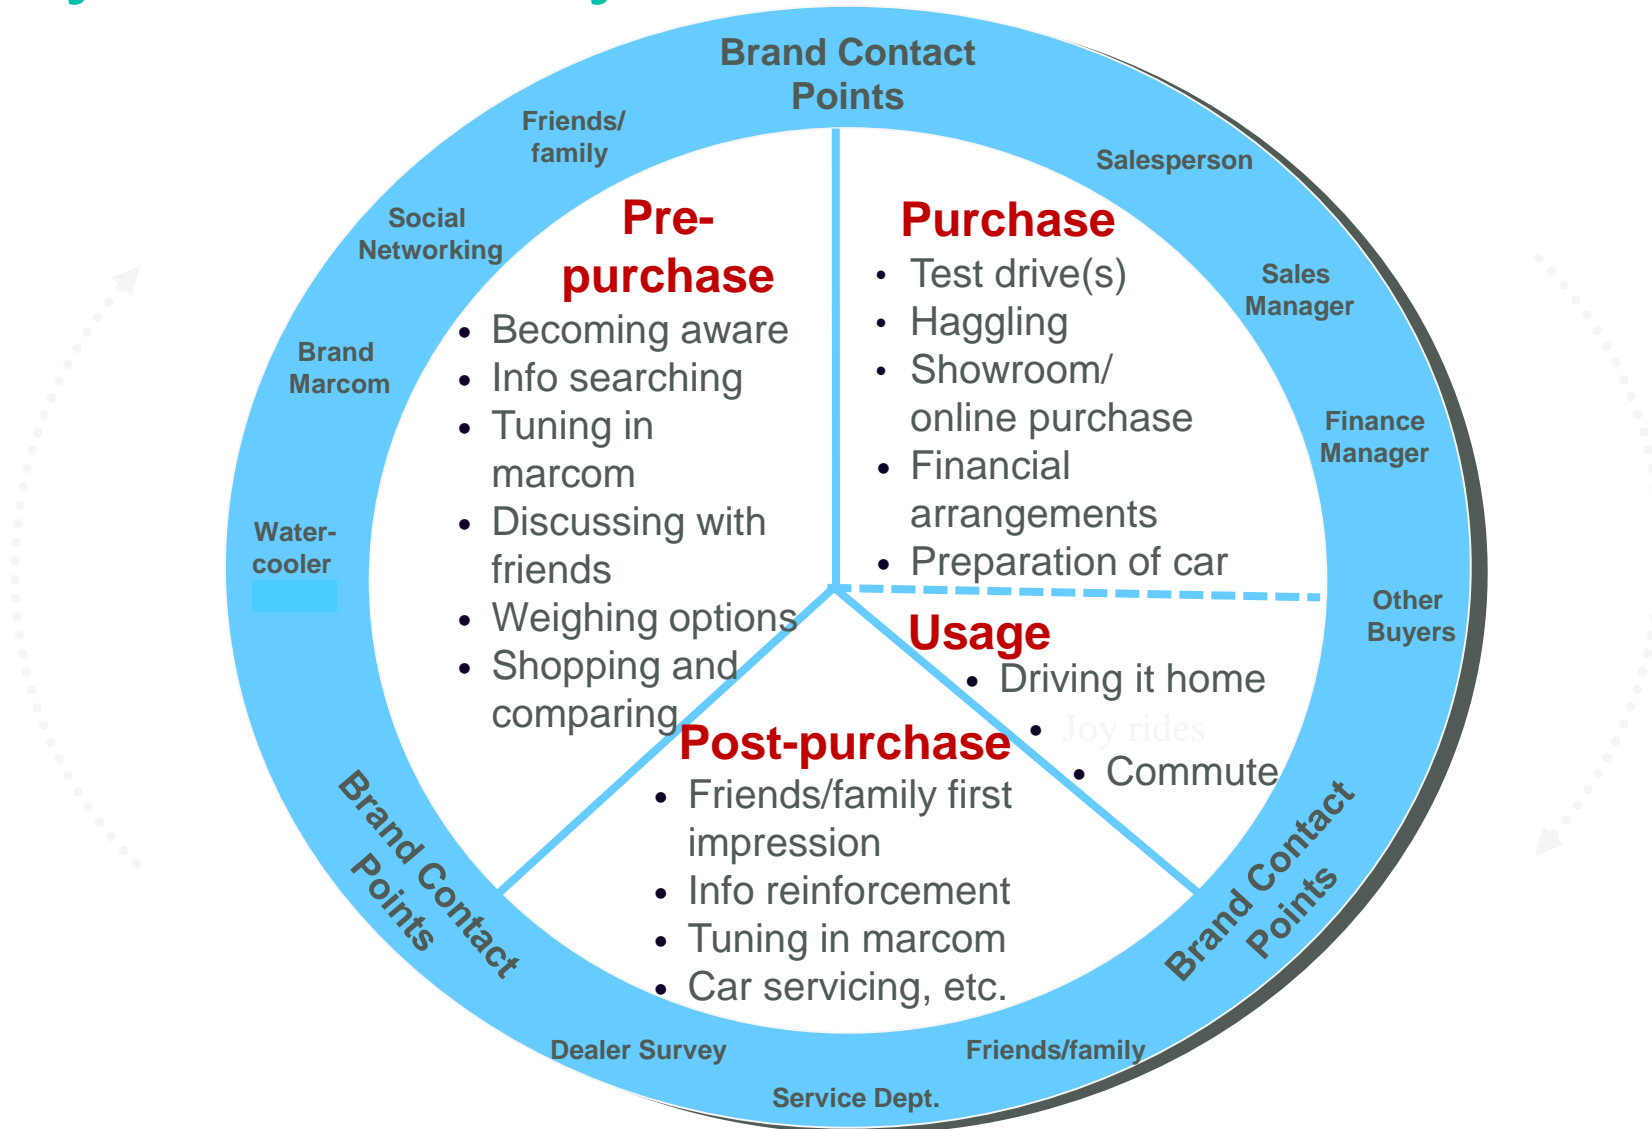 Brand Contact
Points
Friends/
family
Social
Networking
Brand
Marcom
Water-
cooler
Pre-
purchase
• Becoming aware
• Info searching
• Tuning in
marcom
• Discussing with
friends
• Weighing options
• Shopping and
comparing
Purchase
• Test drive(s)
• Haggling
• Showroom/
online purchase
• Financial
arrangements
• Preparation of car
Salesperson
Sales
Manager
Finance
Manager
Other
Buyers
Usage
• Driving it home
• Joy rides
• Commute
Post-purchase
• Friends/family first
impression
• Info reinforcement
• Tuning in marcom
• Car servicing, etc.
Brand Contact
Points
Brand Contact
Points
Dealer Survey
Friends/family
Service Dept.